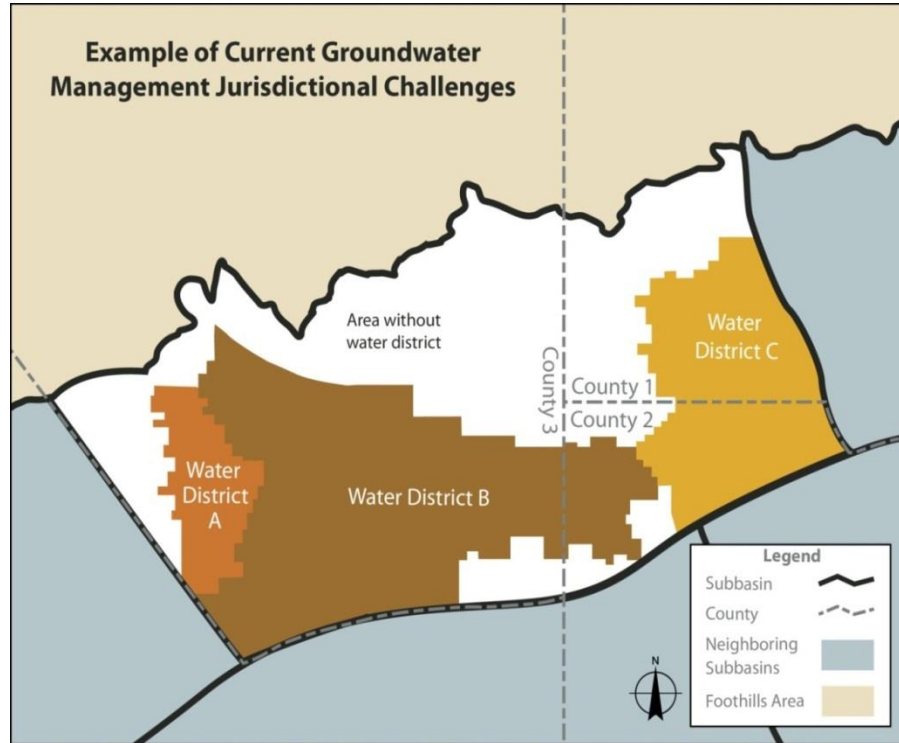 Example of Current Groundwater
Management Jurisdictional Challenges
Area without
water district
Water
District C
County 3
County 1
County 2
Water
District
A
Water District B
Legend
Subbasin
County
Neighboring
Subbasins
Foothills Area
N